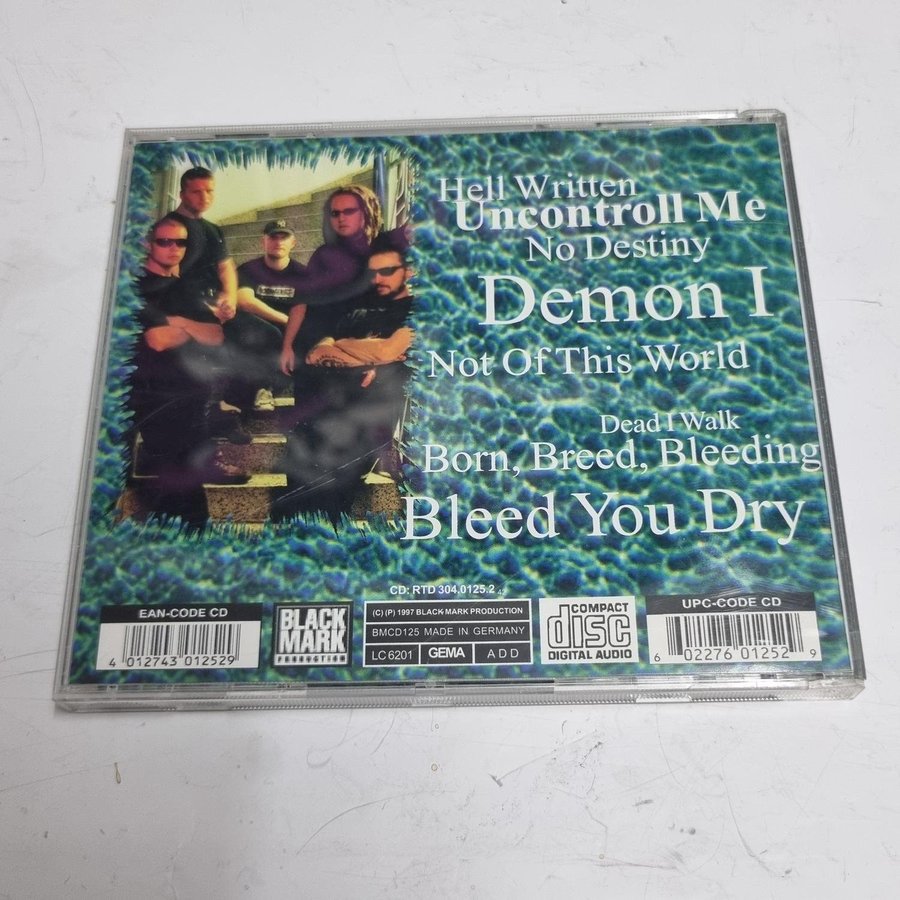 Hell Written
Uncontroll Me
No Destiny
Demon I
Not Of This World
Dead I Walk
Born, Breed, Bleeding
Bleed You Dry
CD: RTD 304.0125.2
EAN-CODE CD
4 012743 012529
BLACK
MARK
PRODUCTION
(C) (P) 1997 BLACK MARK PRODUCTION
BMCD125 MADE IN GERMANY
LC 6201 GEMA ADD
COMPACT
disc
DIGITAL AUDIO
UPC-CODE CD
6 02276 01252 9